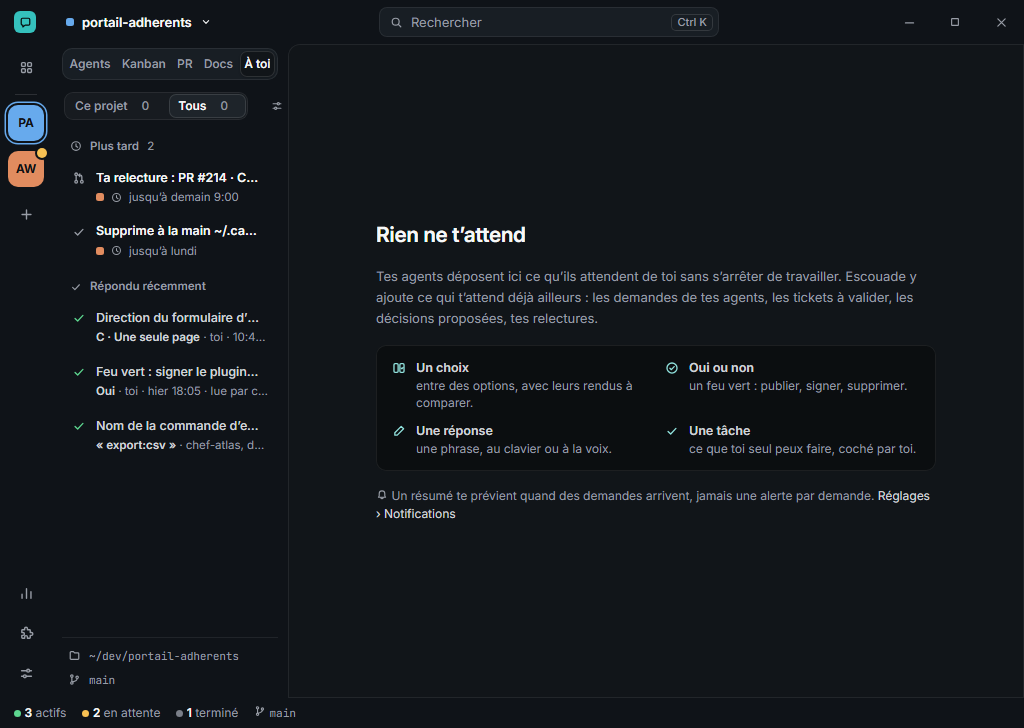 portail-adherents
Rechercher
Ctrl K
Agents Kanban PR Docs À toi
Ce projet 0 Tous 0
PA
AW
Plus tard 2
Ta relecture : PR #214 · C...
jusqu’à demain 9:00
Supprime à la main ~/.ca...
jusqu’à lundi
Répondu récemment
Direction du formulaire d’...
C · Une seule page · toi · 10:4...
Feu vert : signer le plugin...
Oui · toi · hier 18:05 · lue par c...
Nom de la commande d’e...
« export:csv » · chef-atlas, d...
~/dev/portail-adherents
main
Rien ne t’attend
Tes agents déposent ici ce qu’ils attendent de toi sans s’arrêter de travailler. Escouade y
ajoute ce qui t’attend déjà ailleurs : les demandes de tes agents, les tickets à valider, les
décisions proposées, tes relectures.
Un choix
entre des options, avec leurs rendus à
comparer.
Oui ou non
un feu vert : publier, signer, supprimer.
Une réponse
une phrase, au clavier ou à la voix.
Une tâche
ce que toi seul peux faire, coché par toi.
Un résumé te prévient quand des demandes arrivent, jamais une alerte par demande. Réglages
› Notifications
3 actifs 2 en attente 1 terminé main